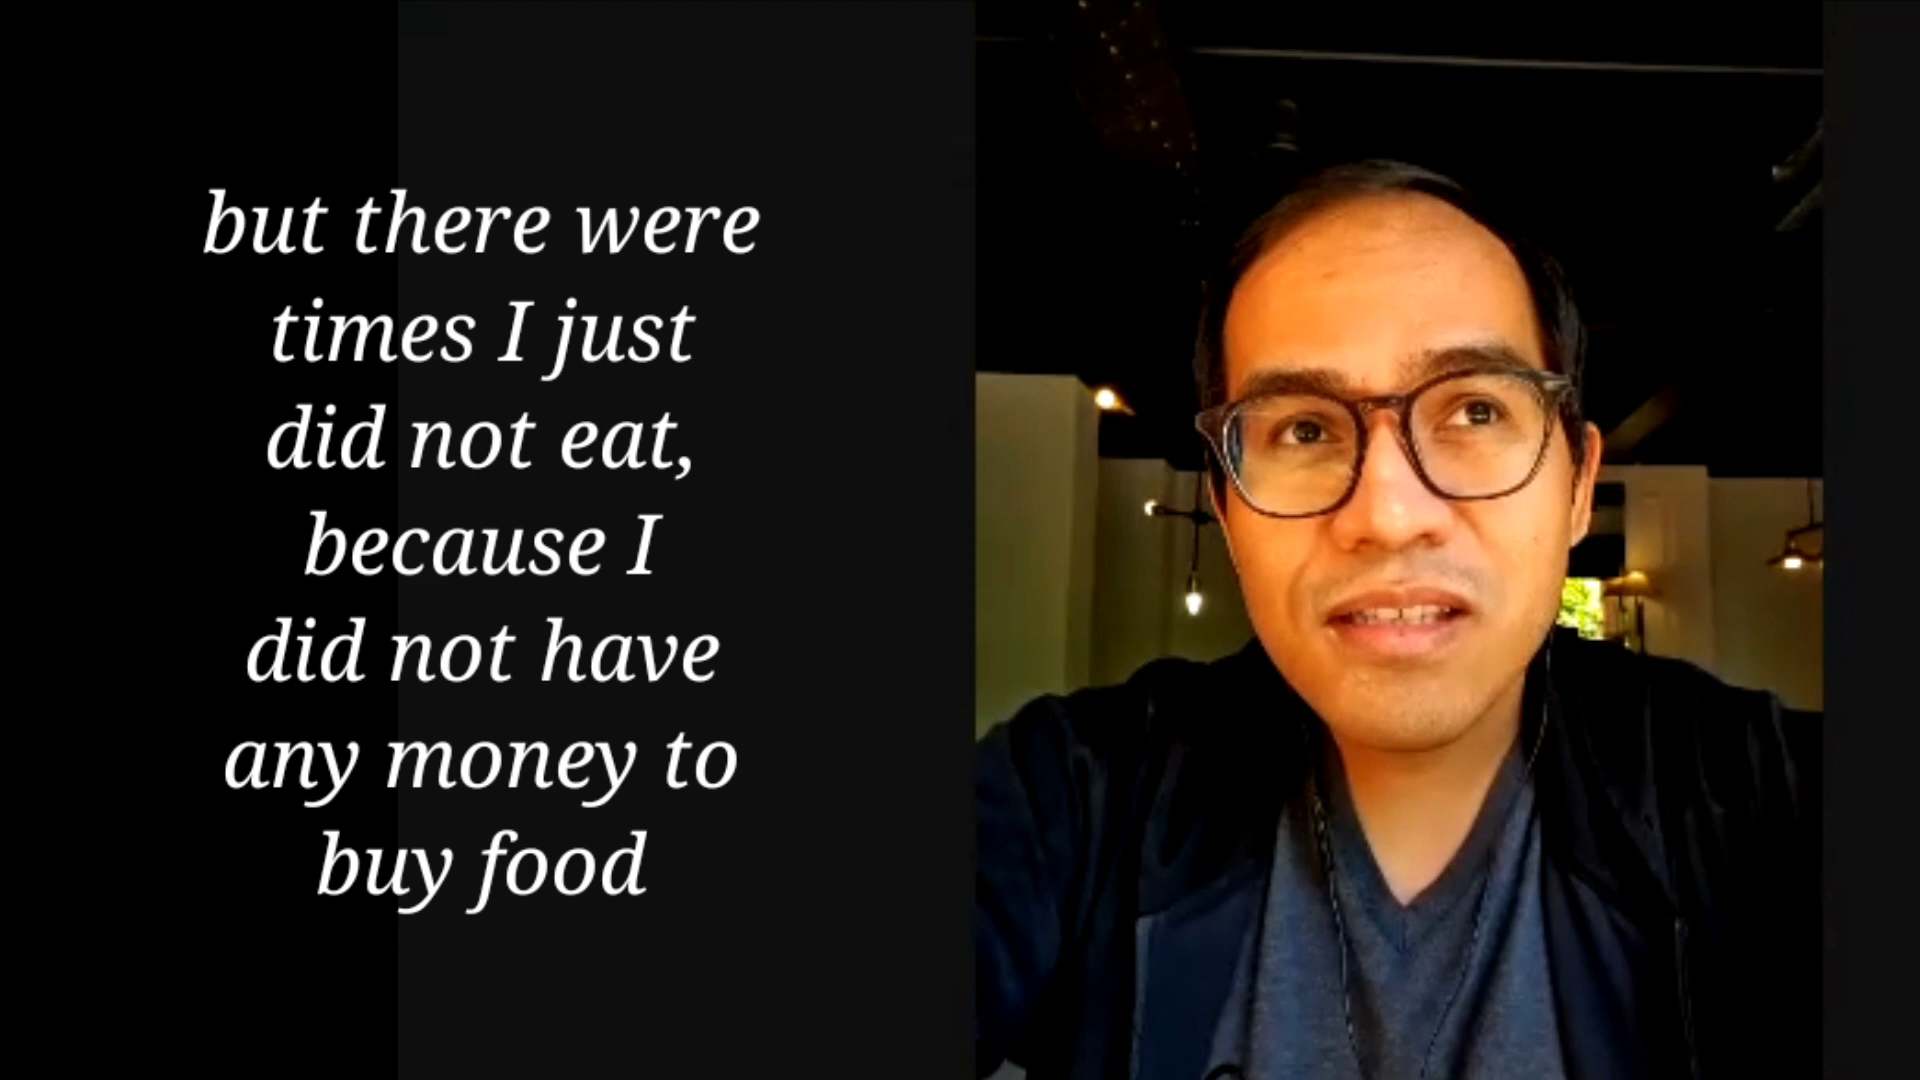 but there were
times I just
did not eat,
because I
did not have
any money to
buy food